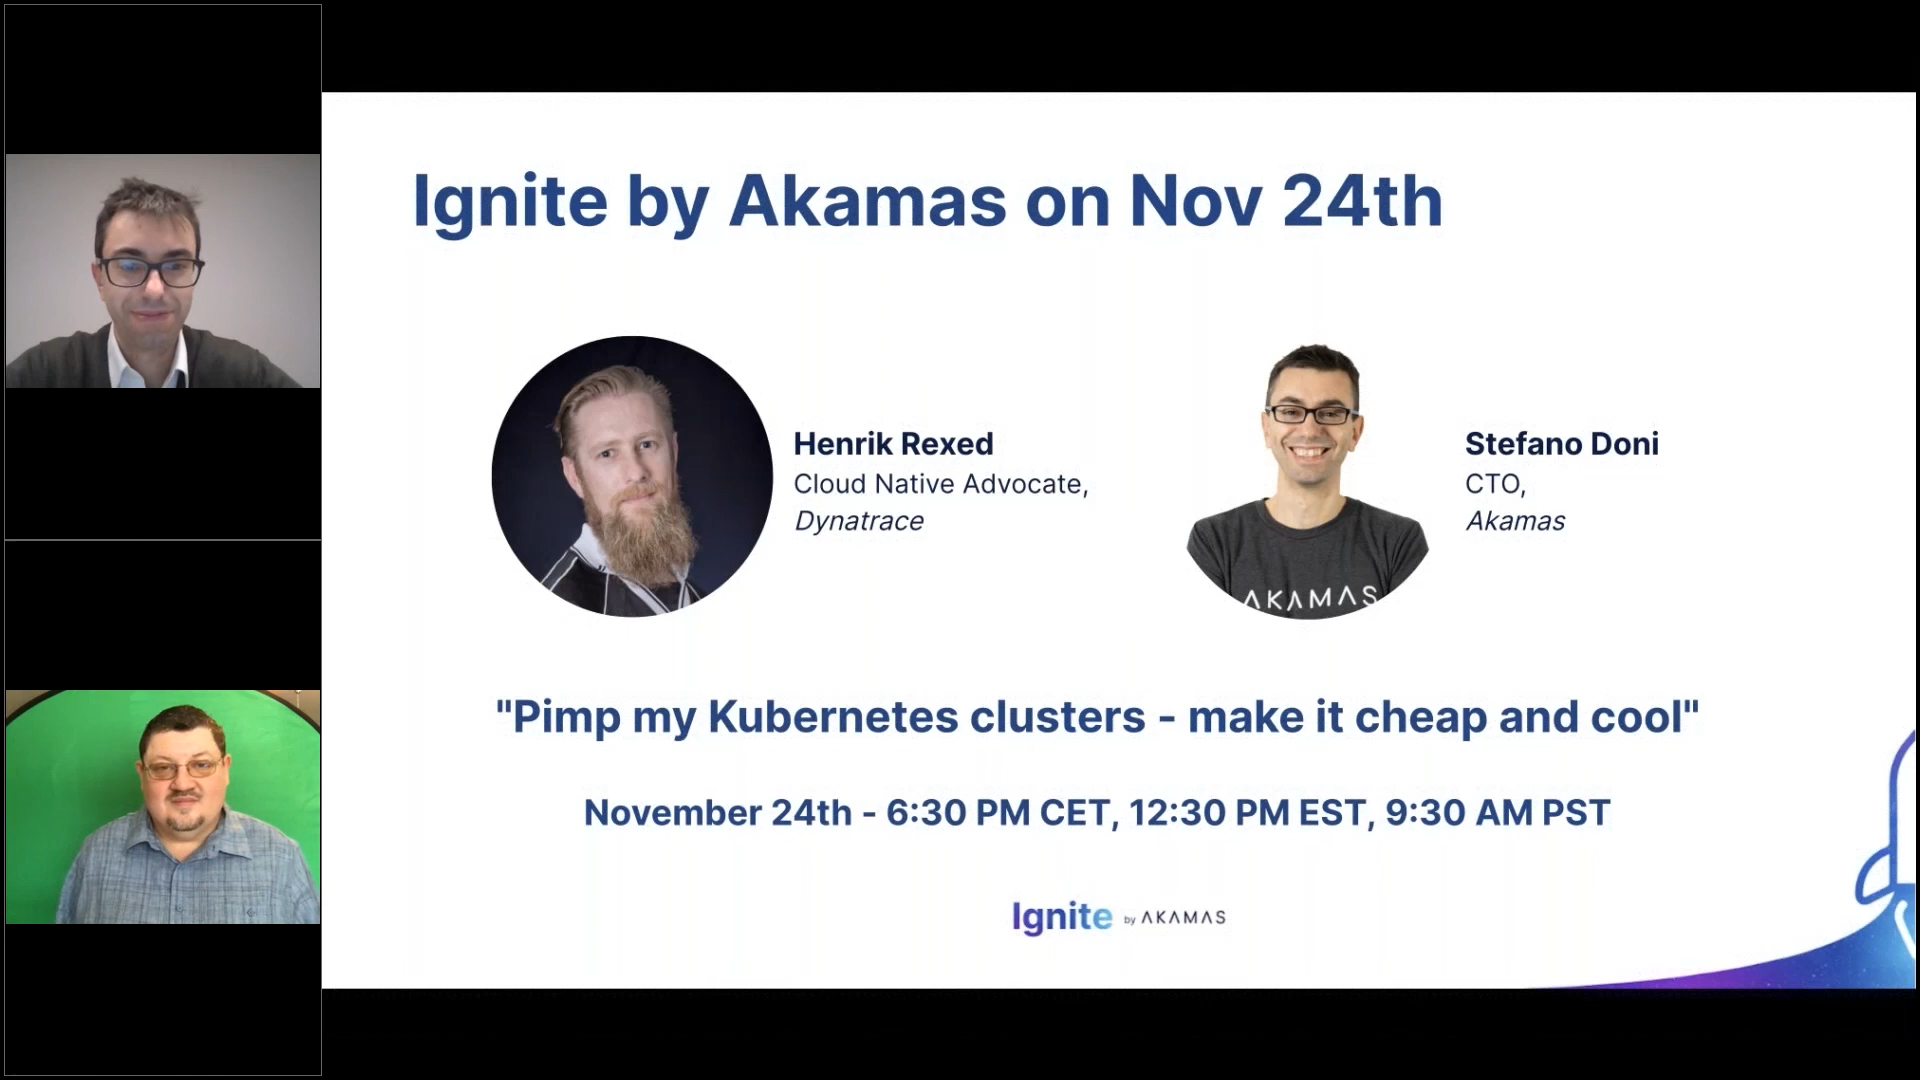 Ignite by Akamas on Nov 24th
Henrik Rexed
Cloud Native Advocate,
Dynatrace
Stefano Doni
CTO,
Akamas
AKAMAS
"Pimp my Kubernetes clusters - make it cheap and cool"
November 24th - 6:30 PM CET, 12:30 PM EST, 9:30 AM PST
Ignite by AKAMAS